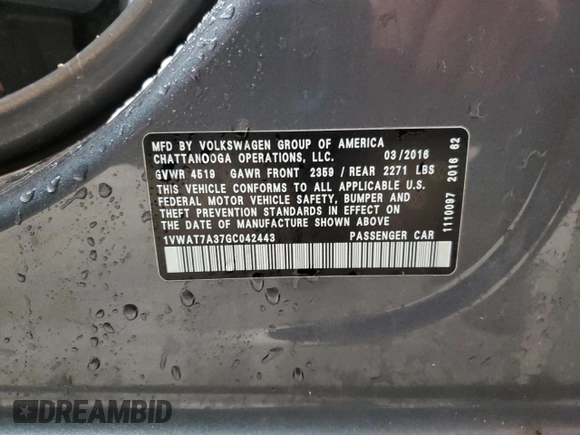 MFD BY VOLKSWAGEN GROUP OF AMERICA
CHATTANOOGA OPERATIONS, LLC. 03/2016
GVWR 4519 GAWR FRONT 2359 / REAR 2271 LBS
THIS VEHICLE CONFORMS TO ALL APPLICABLE U.S.
FEDERAL MOTOR VEHICLE SAFETY, BUMPER AND
THEFT PREVENTION STANDARDS IN EFFECT ON
THE DATE OF MANUFACTURE SHOWN ABOVE
1VWAT7A37GC042443 PASSENGER CAR
1110097 2016 62
DREAMBID